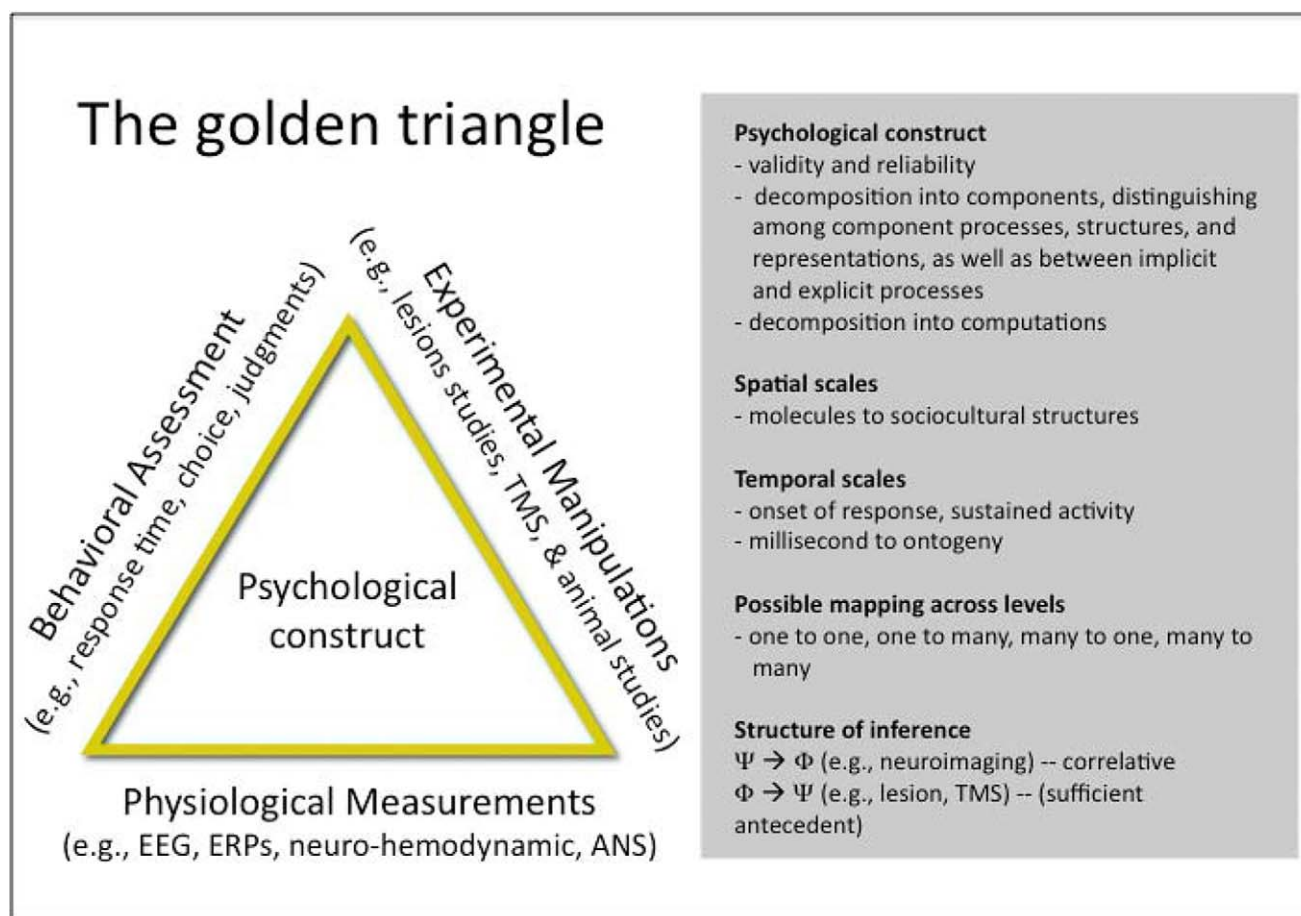 The golden triangle
Behavioral Assessment
(e.g., response time, choice, judgments)
Experimental Manipulations
(e.g., lesions studies, TMS, & animal studies)
Psychological
construct
Physiological Measurements
(e.g., EEG, ERPs, neuro-hemodynamic, ANS)
Psychological construct
- validity and reliability
- decomposition into components, distinguishing
among component processes, structures, and
representations, as well as between implicit
and explicit processes
- decomposition into computations
Spatial scales
- molecules to sociocultural structures
Temporal scales
- onset of response, sustained activity
- millisecond to ontogeny
Possible mapping across levels
- one to one, one to many, many to one, many to
many
Structure of inference
Ψ → Φ (e.g., neuroimaging) -- correlative
Φ → Ψ (e.g., lesion, TMS) -- (sufficient
antecedent)